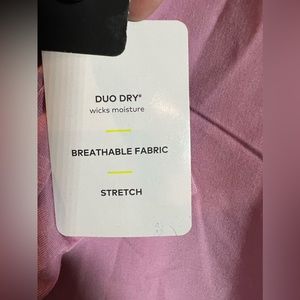 DUO DRY®
wicks moisture
BREATHABLE FABRIC
STRETCH